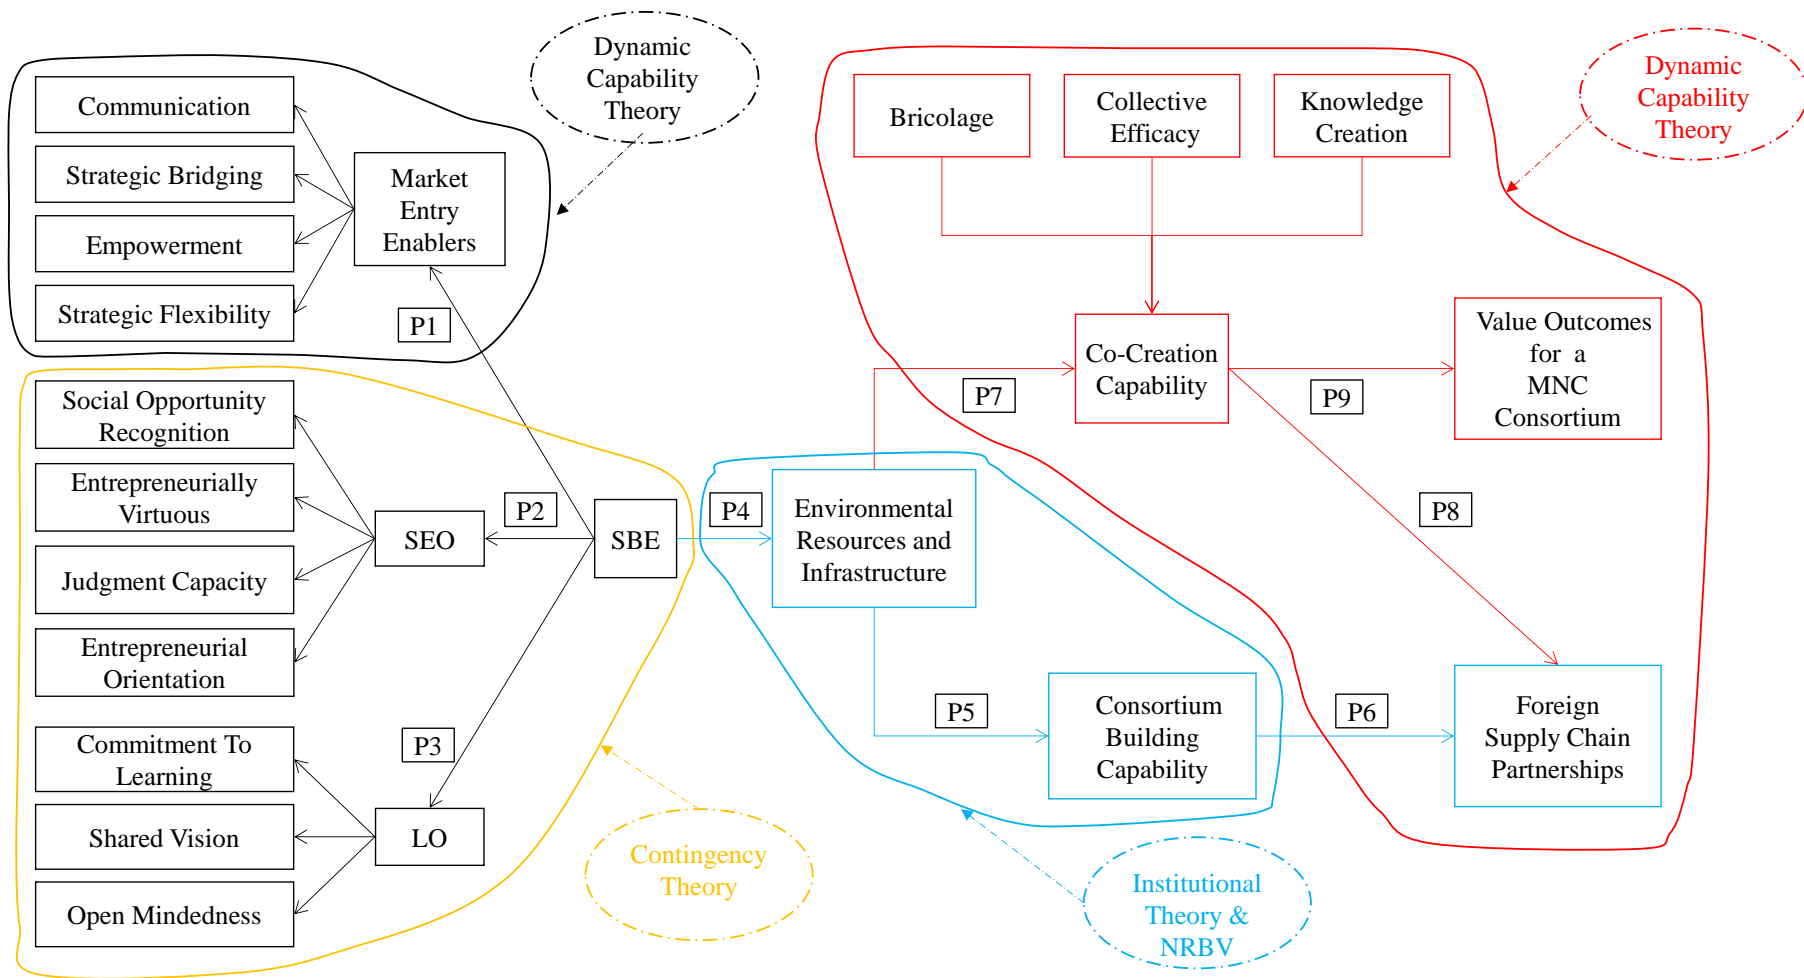 Dynamic
Capability
Theory
Communication
Strategic Bridging
Empowerment
Strategic Flexibility
Market
Entry
Enablers
P1
Social Opportunity
Recognition
Entrepreneurially
Virtuous
Judgment Capacity
Entrepreneurial
Orientation
SEO
P2
SBE
P3
Commitment To
Learning
Shared Vision
Open Mindedness
LO
Contingency
Theory
P4
Environmental
Resources and
Infrastructure
P5
Consortium
Building
Capability
Institutional
Theory &
NRBV
Bricolage
Collective
Efficacy
Knowledge
Creation
Dynamic
Capability
Theory
P7
Co-Creation
Capability
P9
Value Outcomes
for a
MNC
Consortium
P8
P6
Foreign
Supply Chain
Partnerships